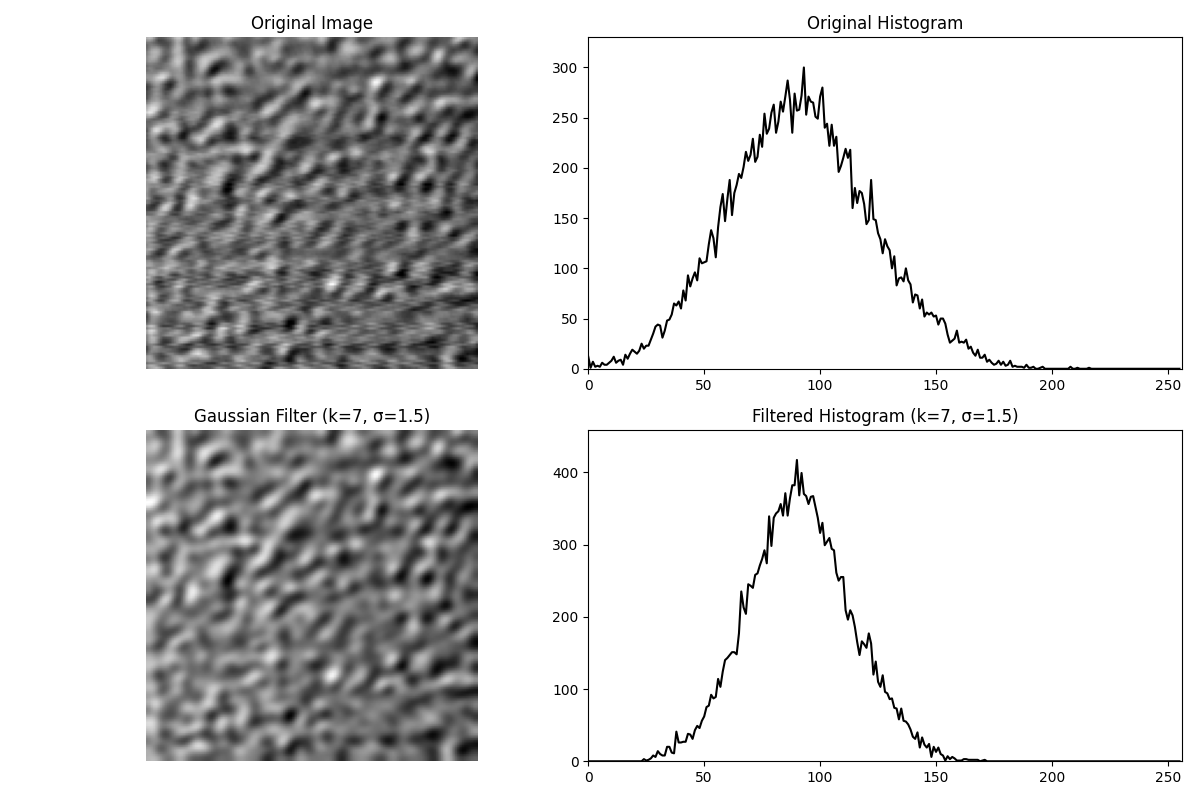 Original Image
Original Histogram
300
250
200
150
100
50
0
0 50 100 150 200 250
Gaussian Filter (k=7, σ=1.5)
Filtered Histogram (k=7, σ=1.5)
400
300
200
100
0
0 50 100 150 200 250